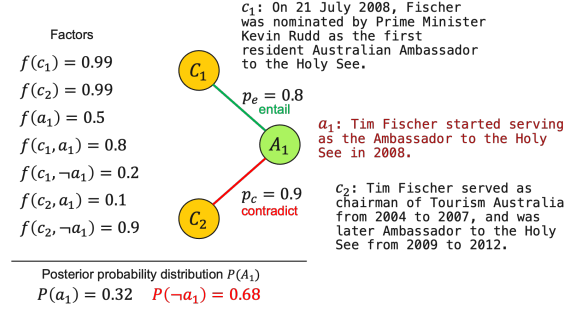 c₁: On 21 July 2008, Fischer
was nominated by Prime Minister
Kevin Rudd as the first
resident Australian Ambassador
to the Holy See.
Factors
f(c₁) = 0.99
f(c₂) = 0.99
f(a₁) = 0.5
f(c₁, a₁) = 0.8
f(c₁, ¬a₁) = 0.2
f(c₂, a₁) = 0.1
f(c₂, ¬a₁) = 0.9
C₁
pₑ = 0.8
entail
A₁
a₁: Tim Fischer started serving
as the Ambassador to the Holy
See in 2008.
p_c = 0.9
contradict
C₂
c₂: Tim Fischer served as
chairman of Tourism Australia
from 2004 to 2007, and was
later Ambassador to the Holy
See from 2009 to 2012.
Posterior probability distribution P(A₁)
P(a₁) = 0.32 P(¬a₁) = 0.68